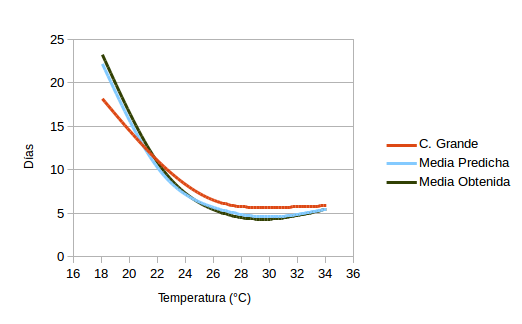 25
20
15
10
5
0
Días
16 18 20 22 24 26 28 30 32 34 36
Temperatura (°C)
C. Grande
Media Predicha
Media Obtenida